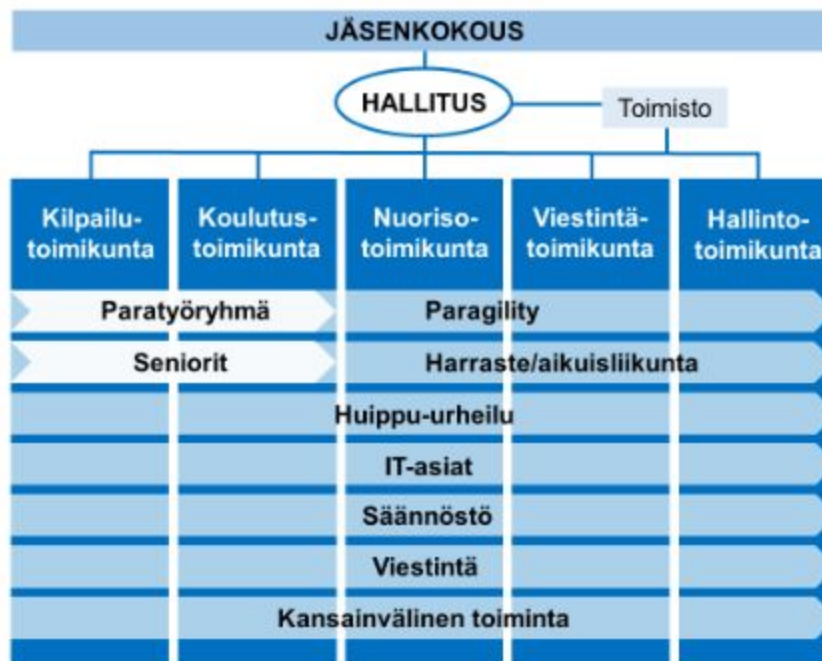 JÄSENKOKOUS
HALLITUS
Toimisto
Kilpailu-
toimikunta
Koulutus-
toimikunta
Nuoriso-
toimikunta
Viestintä-
toimikunta
Hallinto-
toimikunta
Paratyöryhmä
Paragility
Seniorit
Harraste/aikuisliikunta
Huippu-urheilu
IT-asiat
Säännöstö
Viestintä
Kansainvälinen toiminta